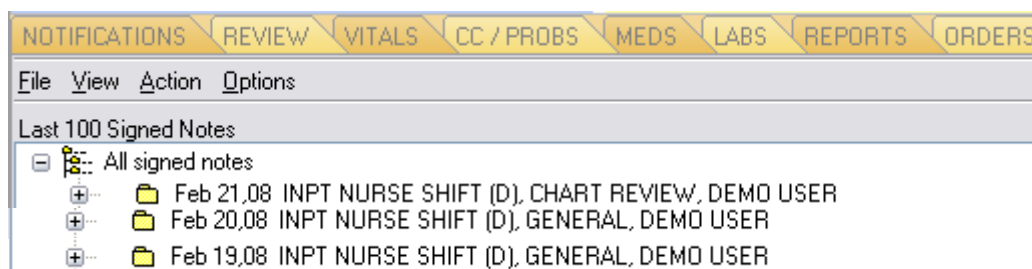 NOTIFICATIONS REVIEW VITALS CC / PROBS MEDS LABS REPORTS ORDERS
File View Action Options
Last 100 Signed Notes
All signed notes
Feb 21,08 INPT NURSE SHIFT (D), CHART REVIEW, DEMO USER
Feb 20,08 INPT NURSE SHIFT (D), GENERAL, DEMO USER
Feb 19,08 INPT NURSE SHIFT (D), GENERAL, DEMO USER